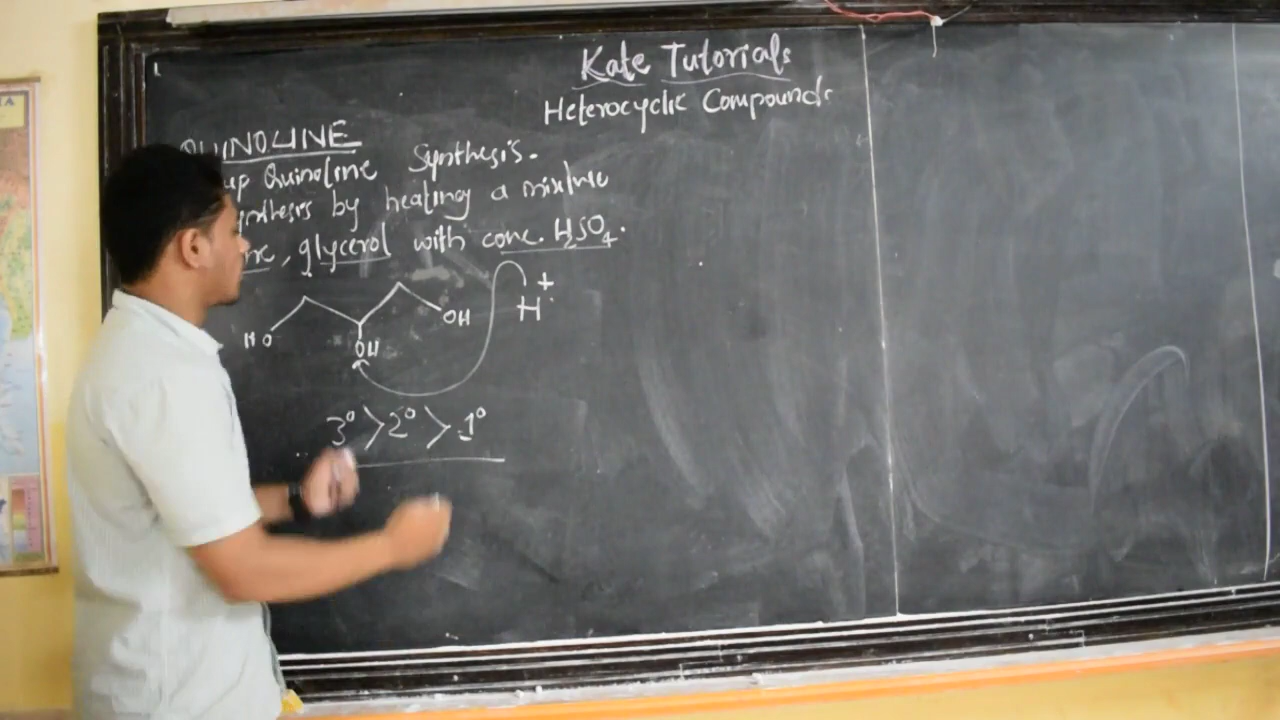 Kate Tutorials
Heterocyclic Compounds
QUINOLINE
up Quinoline Synthesis.
by heating a mixture
, glycerol with conc. H₂SO₄.
HO OH OH H⁺
3° > 2° > 1°